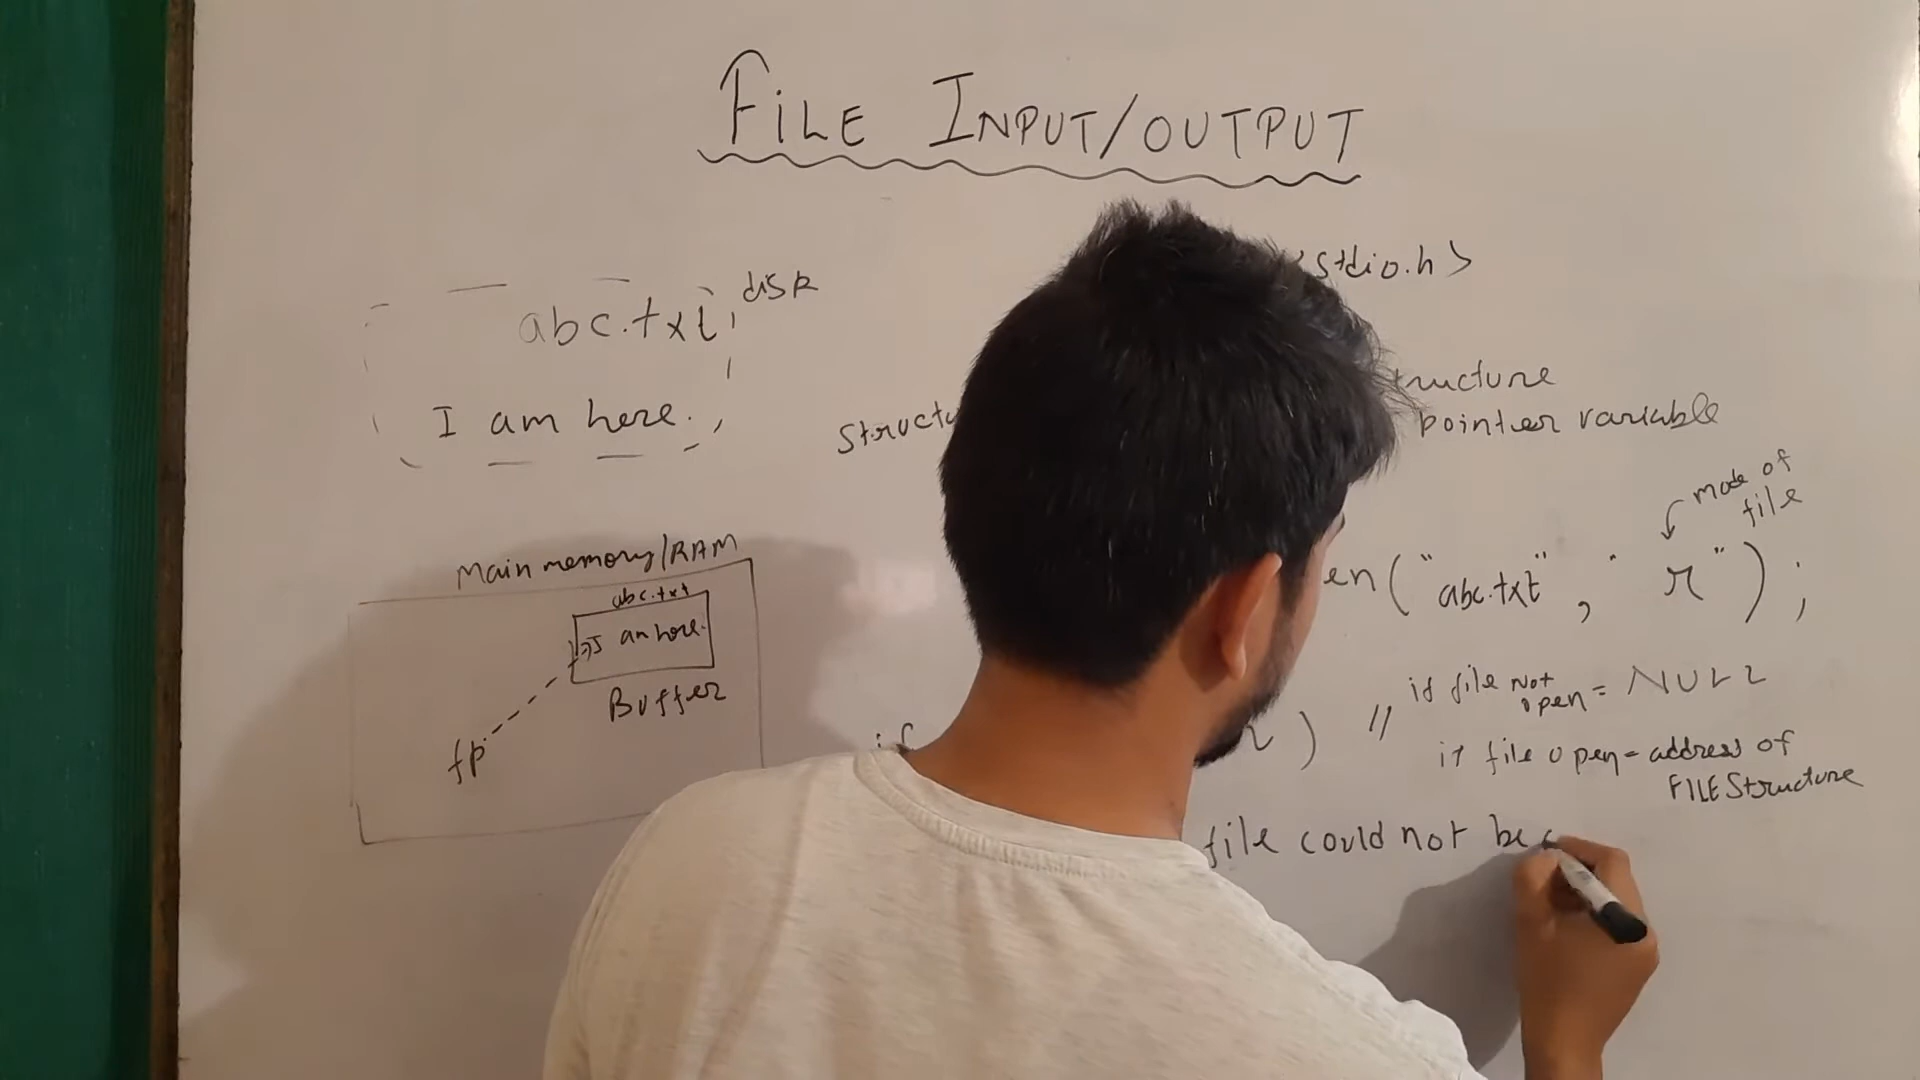 FILE INPUT/OUTPUT
abc.txt
disk
I am here.
Main memory/RAM
abc.txt
I am here.
Buffer
fp
<stdio.h>
ructure
pointer variable
mode of
file
en("abc.txt", "r");
if file not
open = NULL
) // if file open = address of
FILE Structure
file could not be